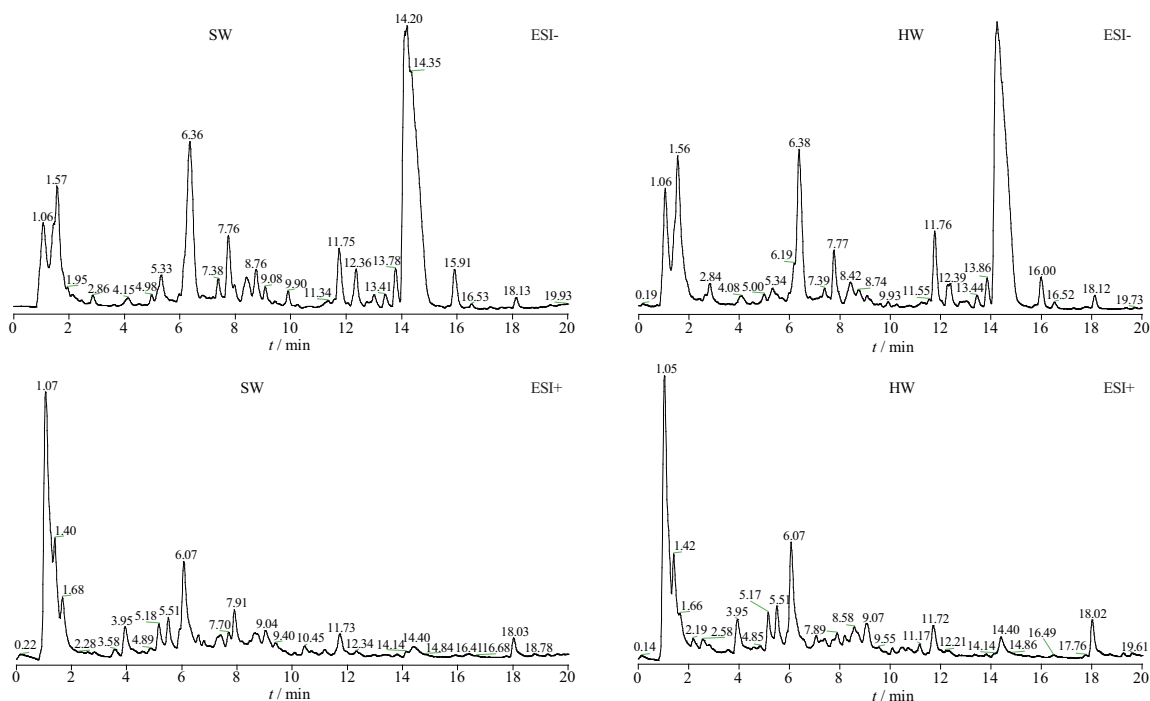 SW ESI-
14.20
14.35
6.36
1.57
1.06
7.76
11.75
1.95 2.86 4.15 4.98 5.33 7.38 8.76 9.08 9.90 11.34 12.36 13.41 13.78 15.91 16.53 18.13 19.93
0 2 4 6 8 10 12 14 16 18 20
t / min
HW ESI-
6.38
1.56
1.06
6.19
7.77
11.76
0.19 2.84 4.08 5.00 5.34 7.39 8.42 8.74 9.93 11.55 12.39 13.44 13.86 16.00 16.52 18.12 19.73
0 2 4 6 8 10 12 14 16 18 20
t / min
SW ESI+
1.07
1.40
1.68
6.07
0.22 2.28 3.58 3.95 4.89 5.18 5.51 7.70 7.91 9.04 9.40 10.45 11.73 12.34 14.14 14.40 14.84 16.41 16.68 18.03 18.78
0 2 4 6 8 10 12 14 16 18 20
t / min
HW ESI+
1.05
1.42
1.66
6.07
0.14 2.19 2.58 3.95 4.85 5.17 5.51 7.89 8.58 9.07 9.55 11.17 11.72 12.21 14.14 14.40 14.86 16.49 17.76 18.02 19.61
0 2 4 6 8 10 12 14 16 18 20
t / min